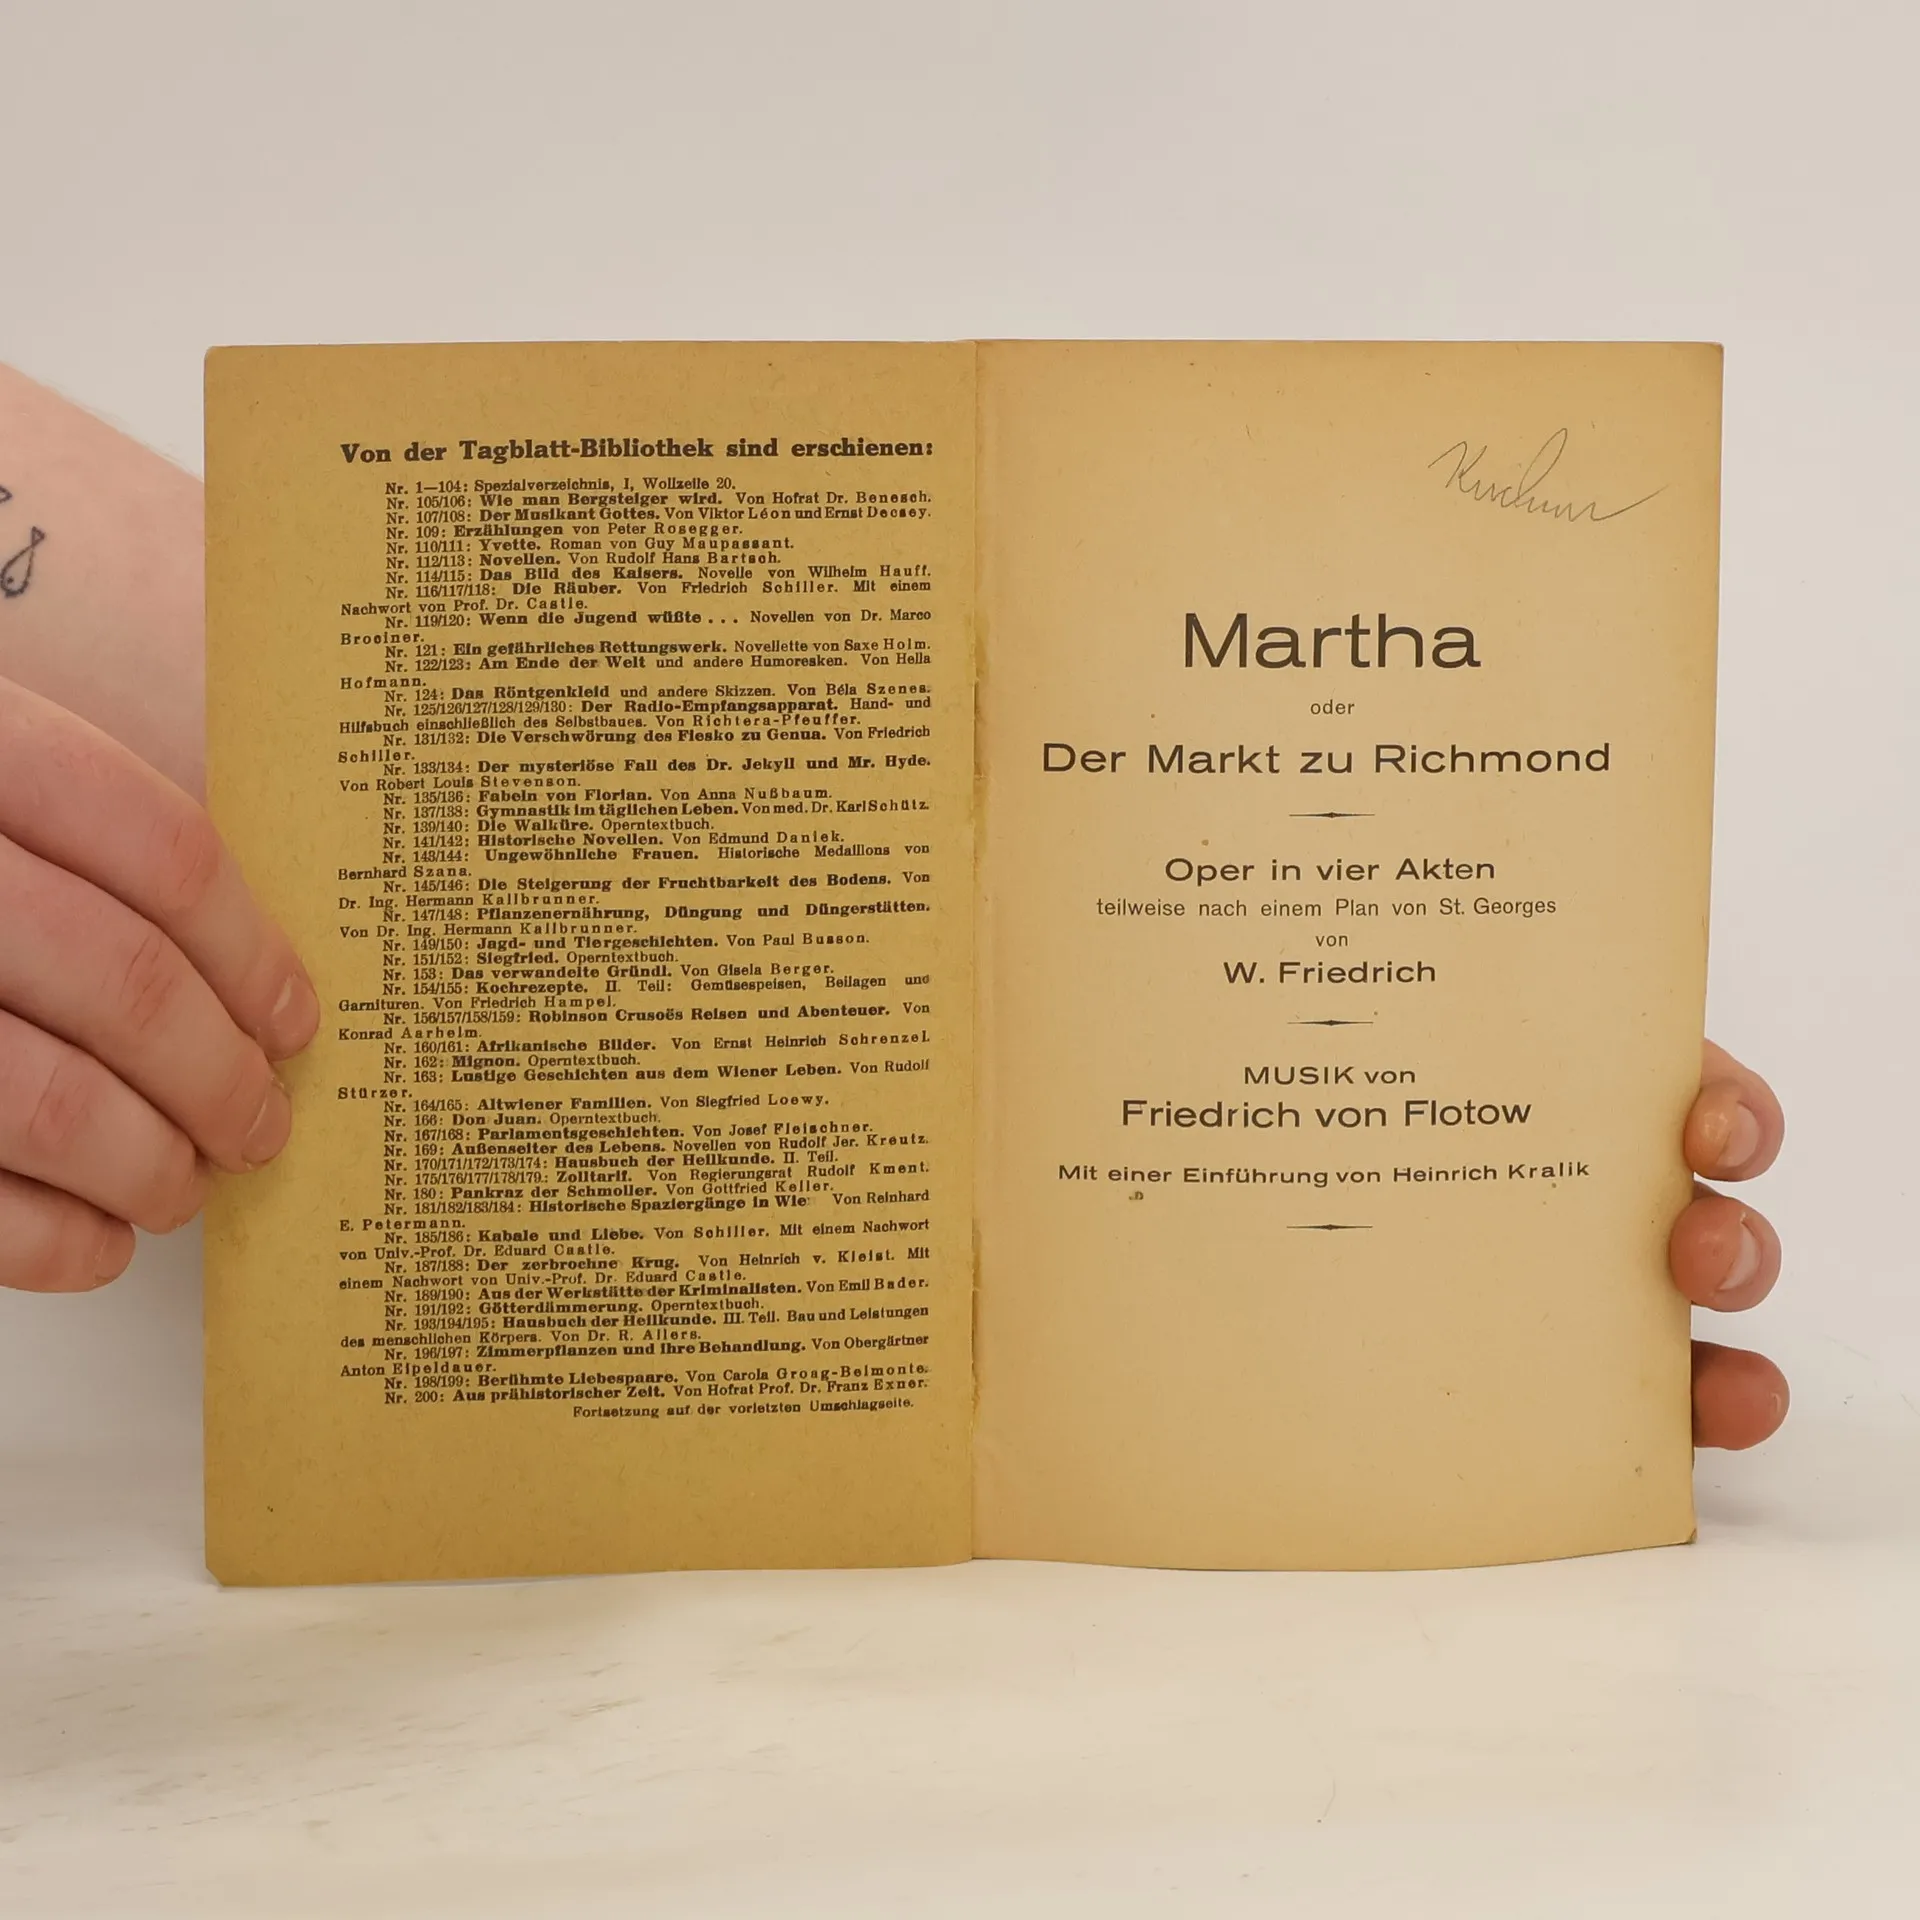 Von der Tagblatt-Bibliothek sind erschienen:
Nr. 1—104: Spezialverzeichnis, I, Wollzeile 20.
Nr. 105/106: Wie man Bergsteiger wird. Von Hofrat Dr. Benesch.
Nr. 107/108: Der Musikant Gottes. Von Viktor Léon und Ernst Decsey.
Nr. 109: Erzählungen von Peter Rosegger.
Nr. 110/111: Yvette. Roman von Guy Maupassant.
Nr. 112/113: Novellen. Von Rudolf Hans Bartsch.
Nr. 114/115: Das Bild des Kaisers. Novelle von Wilhelm Hauff.
Nr. 116/117/118: Die Räuber. Von Friedrich Schiller. Mit einem
Nachwort von Prof. Dr. Castle.
Nr. 119/120: Wenn die Jugend wüßte ... Novellen von Dr. Marco
Brociner.
Nr. 121: Ein gefährliches Rettungswerk. Novellette von Saxe Holm.
Nr. 122/123: Am Ende der Welt und andere Humoresken. Von Hella
Hofmann.
Nr. 124: Das Röntgenkleid und andere Skizzen. Von Béla Szenes.
Nr. 125/126/127/128/129/130: Der Radio-Empfangsapparat. Hand- und
Hilfsbuch einschließlich des Selbstbaues. Von Richtera-Pfeuffer.
Nr. 131/132: Die Verschwörung des Fiesko zu Genua. Von Friedrich
Schiller.
Nr. 133/134: Der mysteriöse Fall des Dr. Jekyll und Mr. Hyde.
Von Robert Louis Stevenson.
Nr. 135/136: Fabeln von Florian. Von Anna Nußbaum.
Nr. 137/138: Gymnastik im täglichen Leben. Von med. Dr. Karl Schütz.
Nr. 139/140: Die Walküre. Operntextbuch.
Nr. 141/142: Historische Novellen. Von Edmund Daniek.
Nr. 143/144: Ungewöhnliche Frauen. Historische Medaillons von
Bernhard Szana.
Nr. 145/146: Die Steigerung der Fruchtbarkeit des Bodens. Von
Dr. Ing. Hermann Kallbrunner.
Nr. 147/148: Pflanzenernährung, Düngung und Düngerstätten.
Von Dr. Ing. Hermann Kallbrunner.
Nr. 149/150: Jagd- und Tiergeschichten. Von Paul Busson.
Nr. 151/152: Siegfried. Operntextbuch.
Nr. 153: Das verwandelte Gründl. Von Gisela Berger.
Nr. 154/155: Kochrezepte. II. Teil: Gemüsespeisen, Beilagen und
Garnituren. Von Friedrich Hampel.
Nr. 156/157/158/159: Robinson Crusoës Reisen und Abenteuer. Von
Konrad Aarhelm.
Nr. 160/161: Afrikanische Bilder. Von Ernst Heinrich Schrenzel.
Nr. 162: Mignon. Operntextbuch.
Nr. 163: Lustige Geschichten aus dem Wiener Leben. Von Rudolf
Stürzer.
Nr. 164/165: Altwiener Familien. Von Siegfried Loewy.
Nr. 166: Don Juan. Operntextbuch.
Nr. 167/168: Parlamentsgeschichten. Von Josef Fleischner.
Nr. 169: Außenseiter des Lebens. Novellen von Rudolf Jer. Kreutz.
Nr. 170/171/172/173/174: Hausbuch der Heilkunde. II. Teil.
Nr. 175/176/177/178/179.: Zolltarif. Von Regierungsrat Rudolf Kment.
Nr. 180: Pankraz der Schmoller. Von Gottfried Keller.
Nr. 181/182/183/184: Historische Spaziergänge in Wie Von Reinhard
E. Petermann.
Nr. 185/186: Kabale und Liebe. Von Schiller. Mit einem Nachwort
von Univ.-Prof. Dr. Eduard Castle.
Nr. 187/188: Der zerbrochne Krug. Von Heinrich v. Kleist. Mit
einem Nachwort von Univ.-Prof. Dr. Eduard Castle.
Nr. 189/190: Aus der Werkstätte der Kriminalisten. Von Emil Bader.
Nr. 191/192: Götterdämmerung. Operntextbuch.
Nr. 193/194/195: Hausbuch der Heilkunde. III. Teil. Bau und Leistungen
des menschlichen Körpers. Von Dr. R. Allers.
Nr. 196/197: Zimmerpflanzen und ihre Behandlung. Von Obergärtner
Anton Eipeldauer.
Nr. 198/199: Berühmte Liebespaare. Von Carola Groag-Belmonte.
Nr. 200: Aus prähistorischer Zeit. Von Hofrat Prof. Dr. Franz Exner.
Fortsetzung auf der vorletzten Umschlagseite.
Martha
oder
Der Markt zu Richmond
Oper in vier Akten
teilweise nach einem Plan von St. Georges
von
W. Friedrich
MUSIK von
Friedrich von Flotow
Mit einer Einführung von Heinrich Kralik